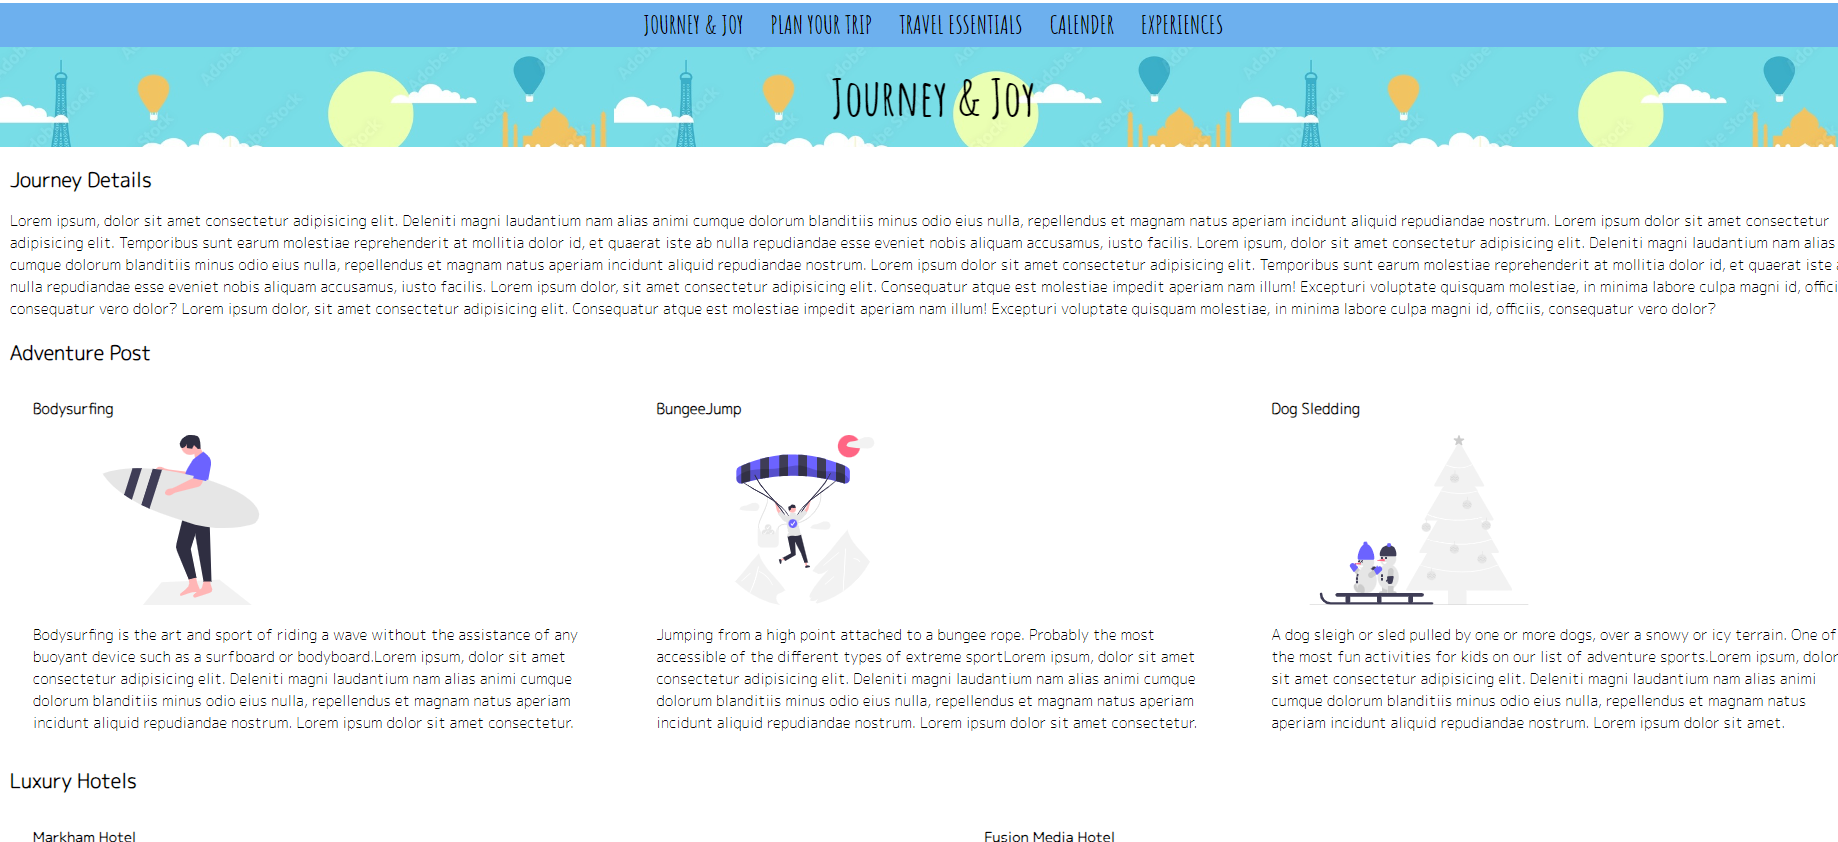 JOURNEY & JOY PLAN YOUR TRIP TRAVEL ESSENTIALS CALENDER EXPERIENCES
Journey & Joy
Journey Details
Lorem ipsum, dolor sit amet consectetur adipisicing elit. Deleniti magni laudantium nam alias animi cumque dolorum blanditiis minus odio eius nulla, repellendus et magnam natus aperiam incidunt aliquid repudiandae nostrum. Lorem ipsum dolor sit amet consectetur
adipisicing elit. Temporibus sunt earum molestiae reprehenderit at mollitia dolor id, et quaerat iste ab nulla repudiandae esse eveniet nobis aliquam accusamus, iusto facilis. Lorem ipsum, dolor sit amet consectetur adipisicing elit. Deleniti magni laudantium nam alias
cumque dolorum blanditiis minus odio eius nulla, repellendus et magnam natus aperiam incidunt aliquid repudiandae nostrum. Lorem ipsum dolor sit amet consectetur adipisicing elit. Temporibus sunt earum molestiae reprehenderit at mollitia dolor id, et quaerat iste
nulla repudiandae esse eveniet nobis aliquam accusamus, iusto facilis. Lorem ipsum dolor, sit amet consectetur adipisicing elit. Consequatur atque est molestiae impedit aperiam nam illum! Excepturi voluptate quisquam molestiae, in minima labore culpa magni id,
consequatur vero dolor? Lorem ipsum dolor, sit amet consectetur adipisicing elit. Consequatur atque est molestiae impedit aperiam nam illum! Excepturi voluptate quisquam molestiae, in minima labore culpa magni id, officiis, consequatur vero dolor?
Adventure Post
Bodysurfing
Bodysurfing is the art and sport of riding a wave without the assistance of any
buoyant device such as a surfboard or bodyboard.Lorem ipsum, dolor sit amet
consectetur adipisicing elit. Deleniti magni laudantium nam alias animi cumque
dolorum blanditiis minus odio eius nulla, repellendus et magnam natus aperiam
incidunt aliquid repudiandae nostrum. Lorem ipsum dolor sit amet consectetur.
BungeeJump
Jumping from a high point attached to a bungee rope. Probably the most
accessible of the different types of extreme sportLorem ipsum, dolor sit amet
consectetur adipisicing elit. Deleniti magni laudantium nam alias animi cumque
dolorum blanditiis minus odio eius nulla, repellendus et magnam natus aperiam
incidunt aliquid repudiandae nostrum. Lorem ipsum dolor sit amet consectetur.
Dog Sledding
A dog sleigh or sled pulled by one or more dogs, over a snowy or icy terrain. One of
the most fun activities for kids on our list of adventure sports.Lorem ipsum, dolor
sit amet consectetur adipisicing elit. Deleniti magni laudantium nam alias animi
cumque dolorum blanditiis minus odio eius nulla, repellendus et magnam natus
aperiam incidunt aliquid repudiandae nostrum. Lorem ipsum dolor sit amet.
Luxury Hotels
Markham Hotel
Fusion Media Hotel